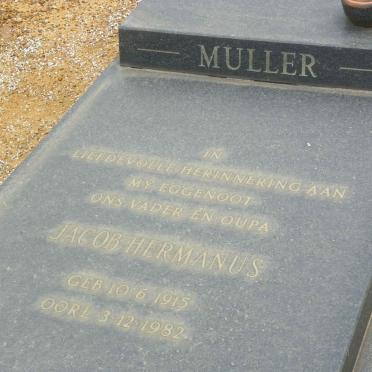 MULLER
IN
LIEFDEVOLLE HERINNERING AAN
MY EGGENOOT
ONS VADER EN OUPA
JACOB HERMANUS
GEB 10·6·1915
OORL 3·12·1982